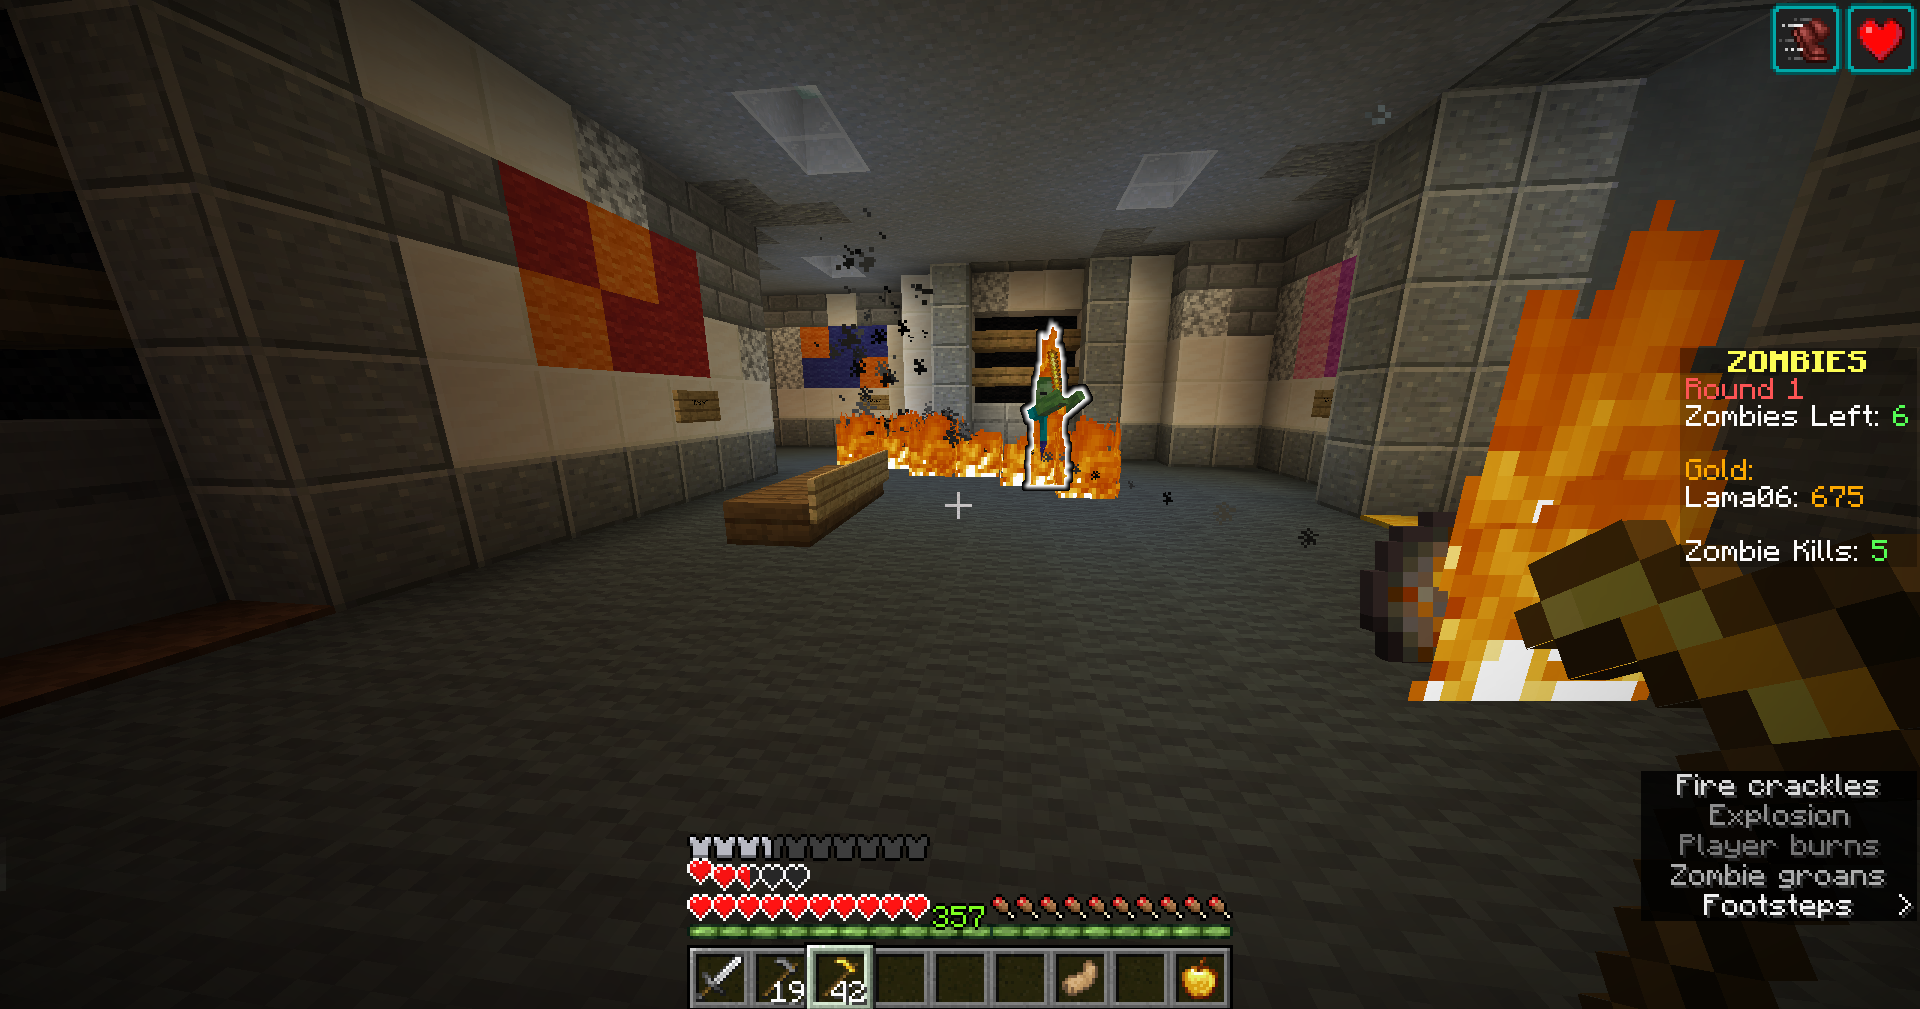 ZOMBIES
Round 1
Zombies Left: 6
Gold:
Lama06: 675
Zombie Kills: 5
Fire crackles
Explosion
Player burns
Zombie groans
Footsteps >
357
19
42